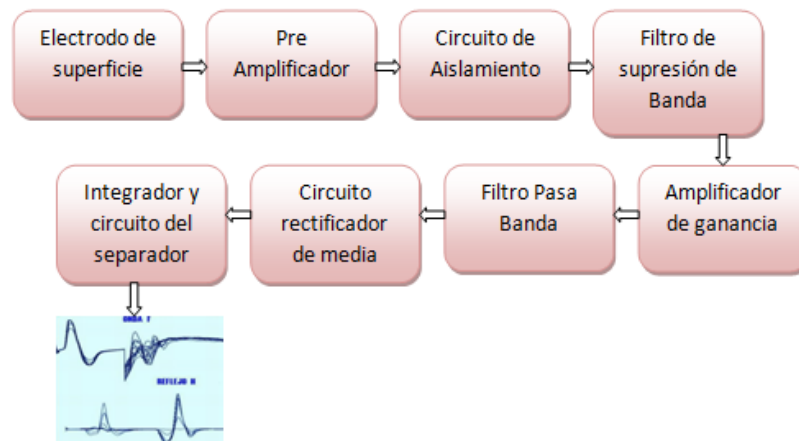 Electrodo de
superficie
Pre
Amplificador
Circuito de
Aislamiento
Filtro de
supresión de
Banda
Amplificador
de ganancia
Filtro Pasa
Banda
Circuito
rectificador
de media
Integrador y
circuito del
separador
ONDA F
REFLEJO H